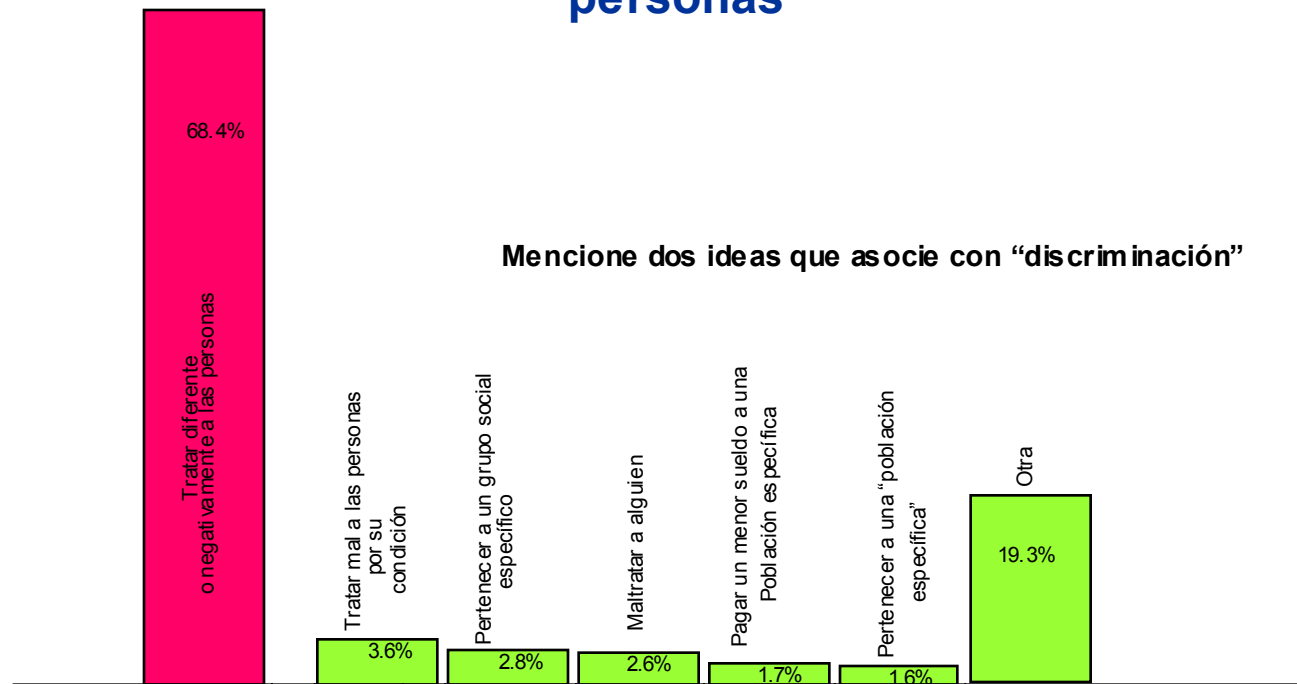 personas
68.4%
Mencione dos ideas que asocie con “discriminación”
Tratar diferente
o negativamente a las personas
Tratar mal a las personas
por su
condición
3.6%
Pertenecer a un grupo social
específico
2.8%
Maltratar a alguien
2.6%
Pagar un menor sueldo a una
Población específica
1.7%
Pertenecer a una “población
específica”
1.6%
Otra
19.3%